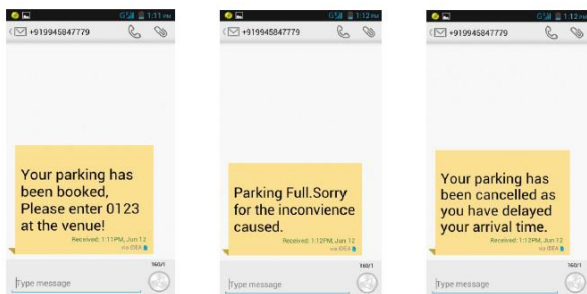 1:11 PM
+919945847779
Your parking has
been booked,
Please enter 0123
at the venue!
Received: 1:11PM, Jun 12
via IDEA
160/1
Type message
1:12 PM
+919945847779
Parking Full.Sorry
for the inconvience
caused.
Received: 1:12PM, Jun 12
via IDEA
160/1
Type message
1:12 PM
+919945847779
Your parking has
been cancelled as
you have delayed
your arrival time.
Received: 1:12PM, Jun 12
via IDEA
160/1
Type message